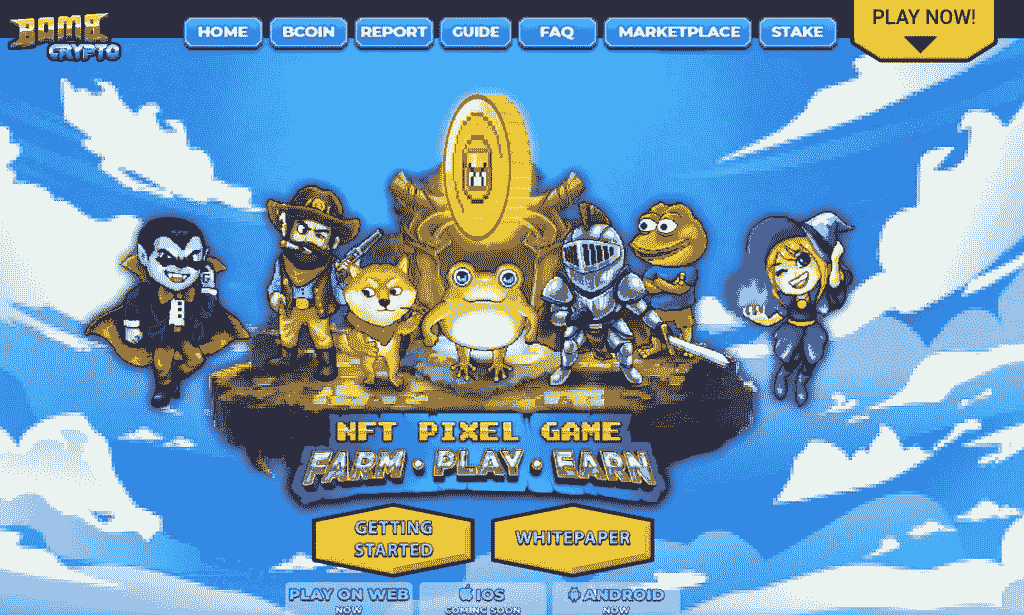 BOMB
CRYPTO
HOME
BCOIN
REPORT
GUIDE
FAQ
MARKETPLACE
STAKE
PLAY NOW!
NFT PIXEL GAME
FARM • PLAY • EARN
GETTING
STARTED
WHITEPAPER
PLAY ON WEB
NOW
IOS
COMING SOON
ANDROID
NOW